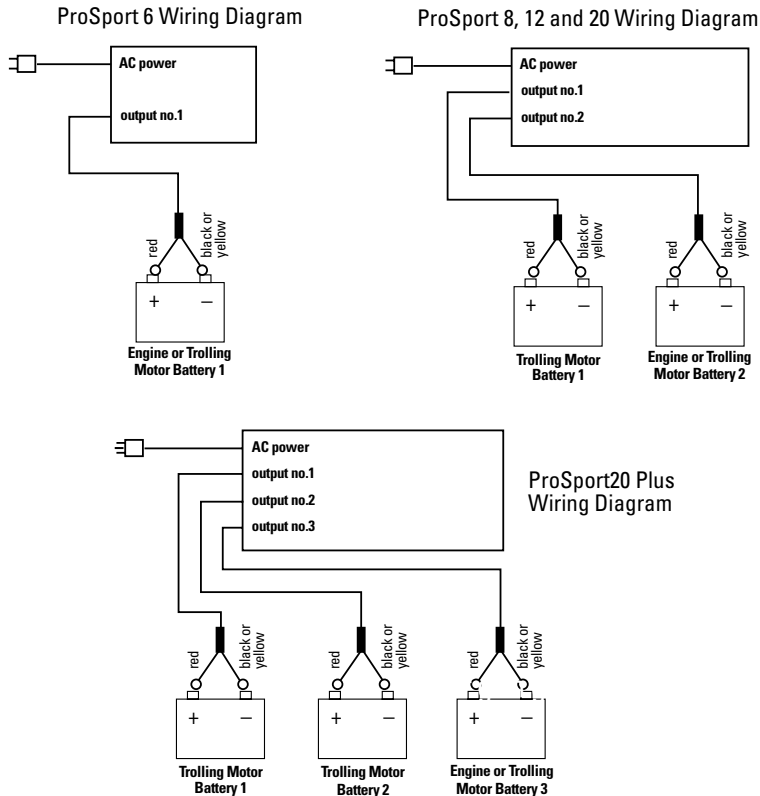 ProSport 6 Wiring Diagram
AC power
output no.1
red
black or
yellow
+
–
Engine or Trolling
Motor Battery 1
ProSport 8, 12 and 20 Wiring Diagram
AC power
output no.1
output no.2
red
black or
yellow
+
–
Trolling Motor
Battery 1
red
black or
yellow
+
–
Engine or Trolling
Motor Battery 2
ProSport20 Plus
Wiring Diagram
AC power
output no.1
output no.2
output no.3
red
black or
yellow
+
–
Trolling Motor
Battery 1
red
black or
yellow
+
–
Trolling Motor
Battery 2
red
black or
yellow
+
–
Engine or Trolling
Motor Battery 3